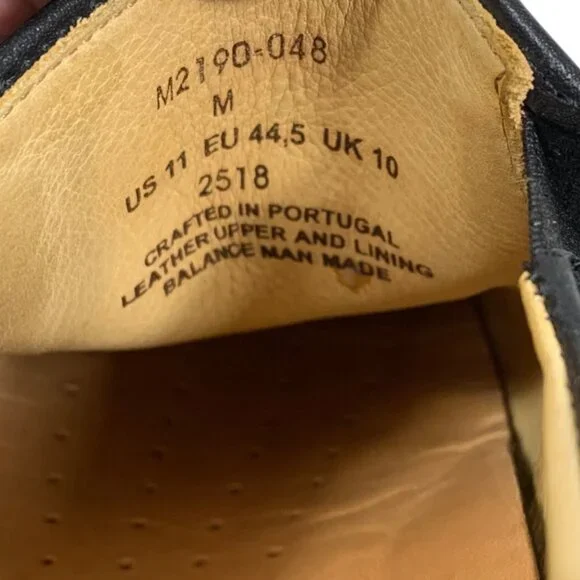 M2190-048
M
US 11 EU 44,5 UK 10
2518
CRAFTED IN PORTUGAL
LEATHER UPPER AND LINING
BALANCE MAN MADE